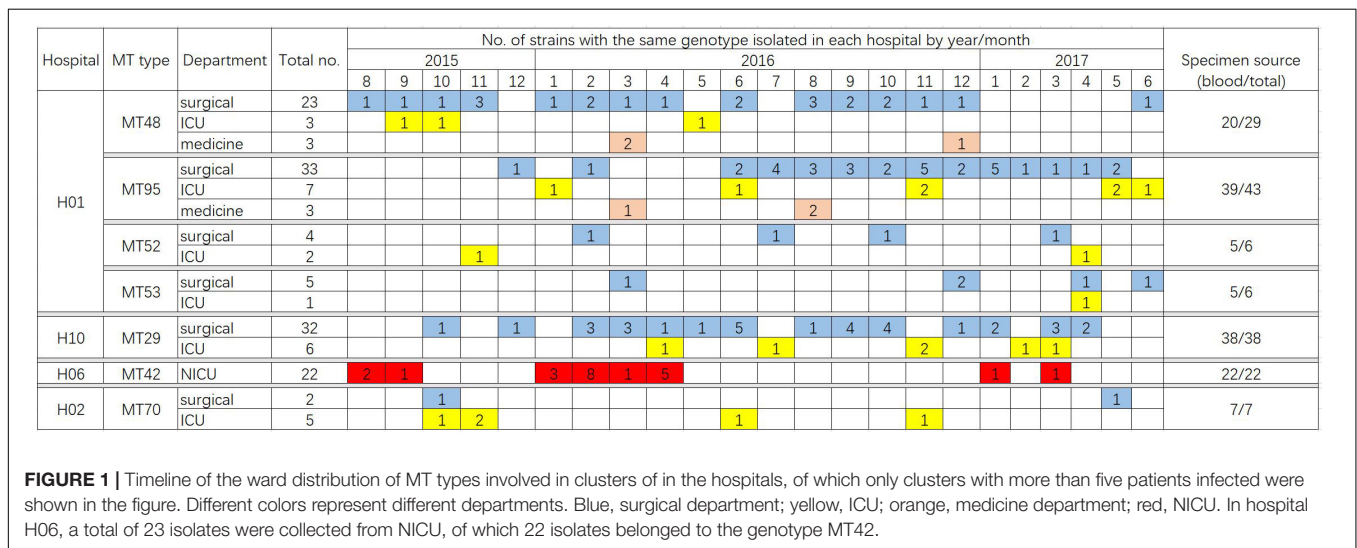 No. of strains with the same genotype isolated in each hospital by year/month
Hospital MT type Department Total no. 2015 2016 2017 Specimen source
(blood/total)
8 9 10 11 12 1 2 3 4 5 6 7 8 9 10 11 12 1 2 3 4 5 6
H01 MT48 surgical 23 1 1 1 3 1 2 1 1 2 3 2 2 1 1 1 20/29
ICU 3 1 1 1
medicine 3 2 1
MT95 surgical 33 1 1 2 4 3 3 2 5 2 5 1 1 1 2 39/43
ICU 7 1 1 2 2 1
medicine 3 1 2
MT52 surgical 4 1 1 1 1 5/6
ICU 2 1 1
MT53 surgical 5 1 2 1 1 5/6
ICU 1 1
H10 MT29 surgical 32 1 1 3 3 1 1 5 1 4 4 1 2 3 2 38/38
ICU 6 1 1 2 1 1
H06 MT42 NICU 22 2 1 3 8 1 5 1 1 22/22
H02 MT70 surgical 2 1 1 7/7
ICU 5 1 2 1 1
FIGURE 1 | Timeline of the ward distribution of MT types involved in clusters of in the hospitals, of which only clusters with more than five patients infected were
shown in the figure. Different colors represent different departments. Blue, surgical department; yellow, ICU; orange, medicine department; red, NICU. In hospital
H06, a total of 23 isolates were collected from NICU, of which 22 isolates belonged to the genotype MT42.